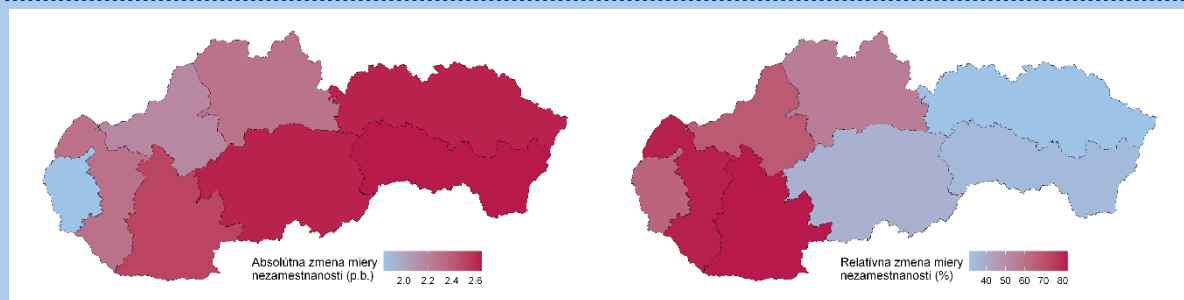 Absolútna zmena miery
nezamestnanosti (p.b.)
2.0 2.2 2.4 2.6
Relatívna zmena miery
nezamestnanosti (%)
40 50 60 70 80